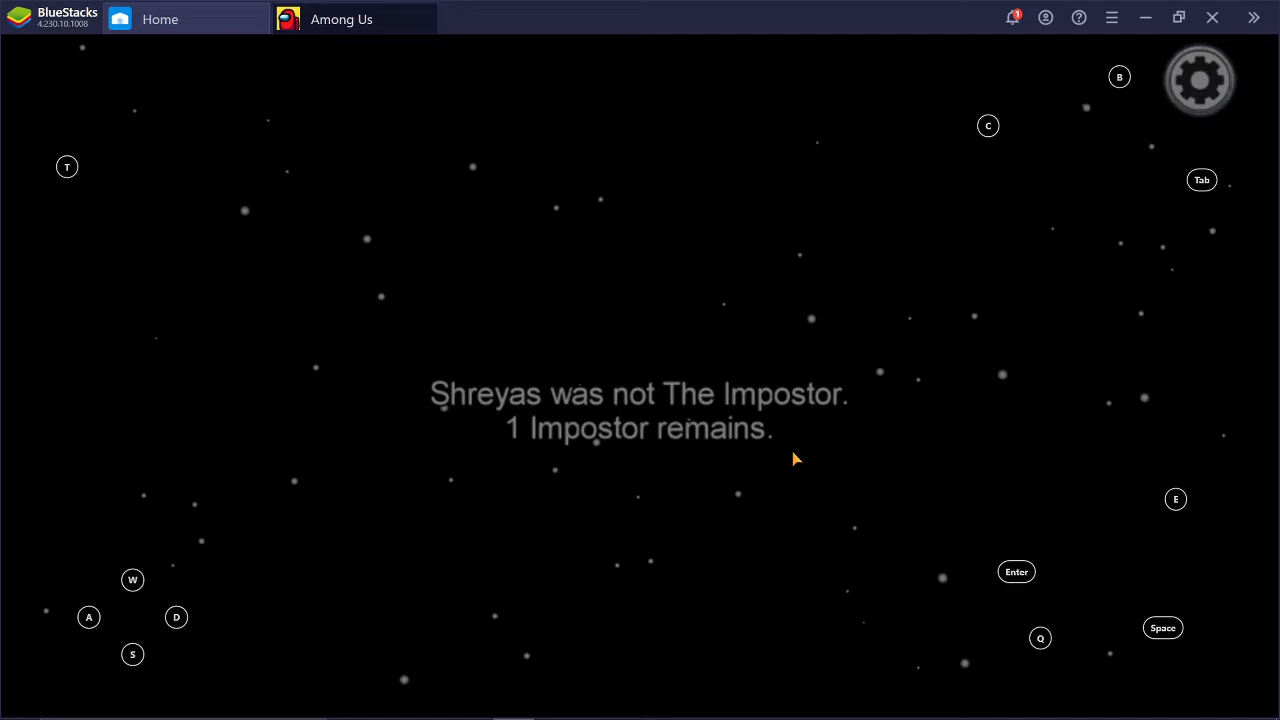 BlueStacks
4.230.10.1008
Home
Among Us
1
B
C
T
Tab
Shreyas was not The Impostor.
1 Impostor remains.
E
Enter
W
A
D
S
Q
Space